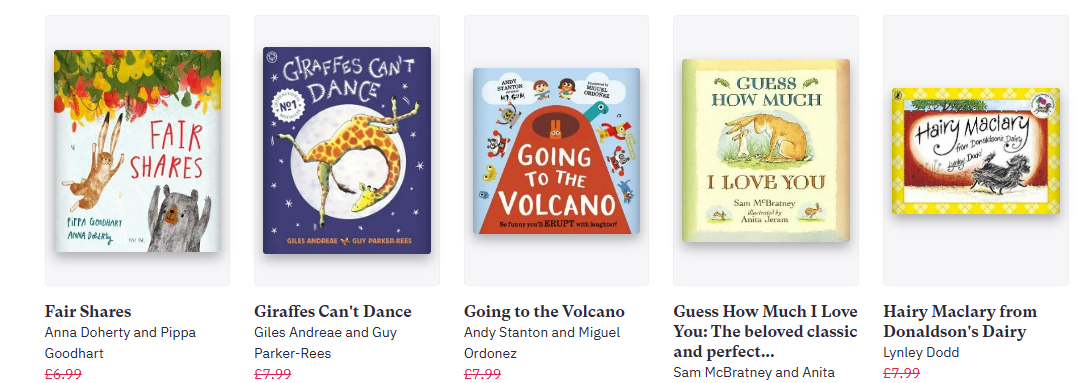 FAIR
SHARES
PIPPA GOODHART
ANNA DOHERTY
GIRAFFES CAN'T
DANCE
No1
GILES ANDREAE GUY PARKER-REES
ANDY
STANTON
MR GUM
MIGUEL
ORDÓÑEZ
GOING
TO THE
VOLCANO
So funny you'll ERUPT with laughter!
GUESS
HOW MUCH
I LOVE YOU
Sam McBratney
illustrated by
Anita Jeram
Hairy Maclary
from Donaldson's Dairy
Lynley Dodd
Fair Shares
Anna Doherty and Pippa
Goodhart
£6.99
Giraffes Can't Dance
Giles Andreae and Guy
Parker-Rees
£7.99
Going to the Volcano
Andy Stanton and Miguel
Ordonez
£7.99
Guess How Much I Love
You: The beloved classic
and perfect...
Sam McBratney and Anita
Hairy Maclary from
Donaldson's Dairy
Lynley Dodd
£7.99